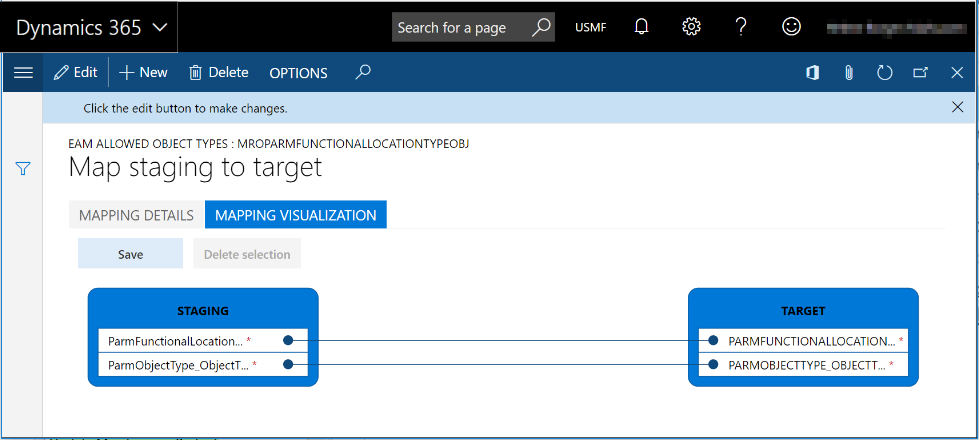 Dynamics 365 Search for a page USMF
Edit New Delete OPTIONS
Click the edit button to make changes.
EAM ALLOWED OBJECT TYPES : MROPARMFUNCTIONALLOCATIONTYPEOBJ
Map staging to target
MAPPING DETAILS MAPPING VISUALIZATION
Save Delete selection
STAGING TARGET
ParmFunctionalLocation... * PARMFUNCTIONALLOCATION... *
ParmObjectType_ObjectT... * PARMOBJECTTYPE_OBJECTT... *